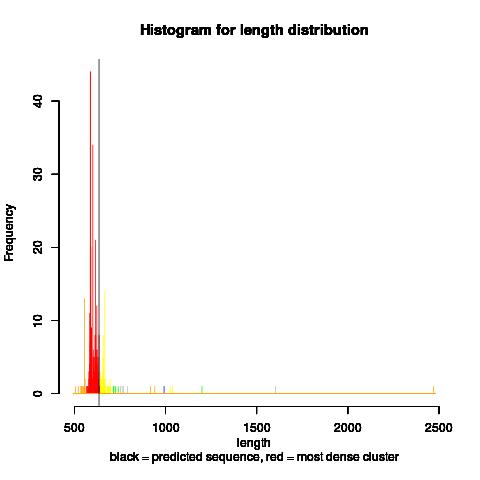 Histogram for length distribution
40
30
20
10
0
Frequency
500 1000 1500 2000 2500
length
black = predicted sequence, red = most dense cluster